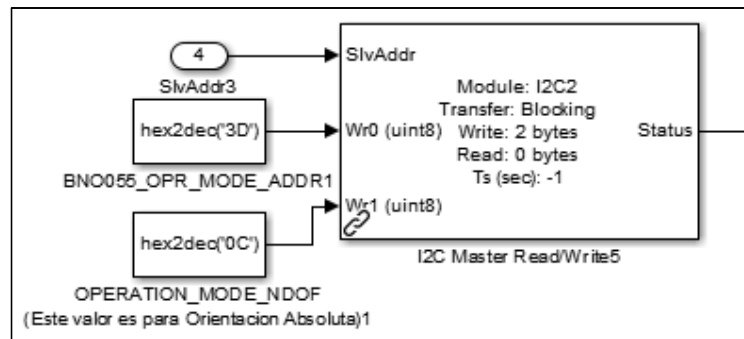 4
SlvAddr3
hex2dec('3D')
BNO055_OPR_MODE_ADDR1
hex2dec('0C')
OPERATION_MODE_NDOF
(Este valor es para Orientacion Absoluta)1
SlvAddr
Wr0 (uint8)
Wr1 (uint8)
Module: I2C2
Transfer: Blocking
Write: 2 bytes
Read: 0 bytes
Ts (sec): -1
Status
I2C Master Read/Write5